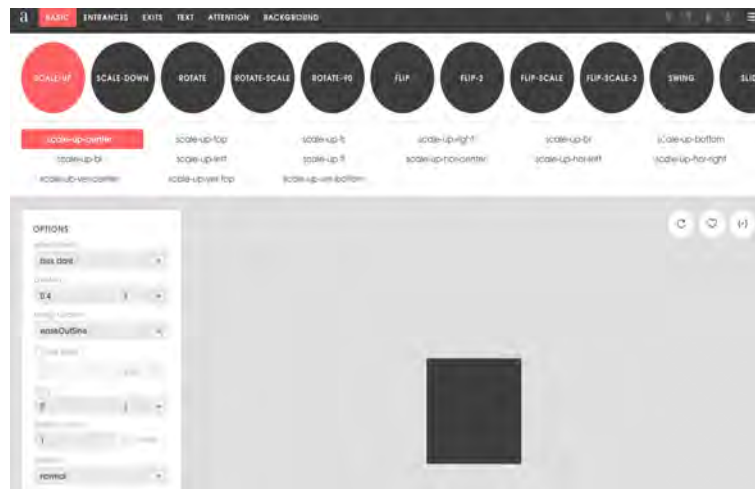 a BASIC ENTRANCES EXITS TEXT ATTENTION BACKGROUND
SCALE-UP SCALE-DOWN ROTATE ROTATE-SCALE ROTATE-90 FLIP FLIP-2 FLIP-SCALE FLIP-SCALE-2 SWING SLID
scale-up-center scale-up-top scale-up-tr scale-up-right scale-up-br scale-up-bottom
scale-up-bl scale-up-left scale-up-tl scale-up-hor-center scale-up-hor-left scale-up-hor-right
scale-up-ver-center scale-up-ver-top scale-up-ver-bottom
OPTIONS
box dark
0.4
easeOutSine
0
1
normal